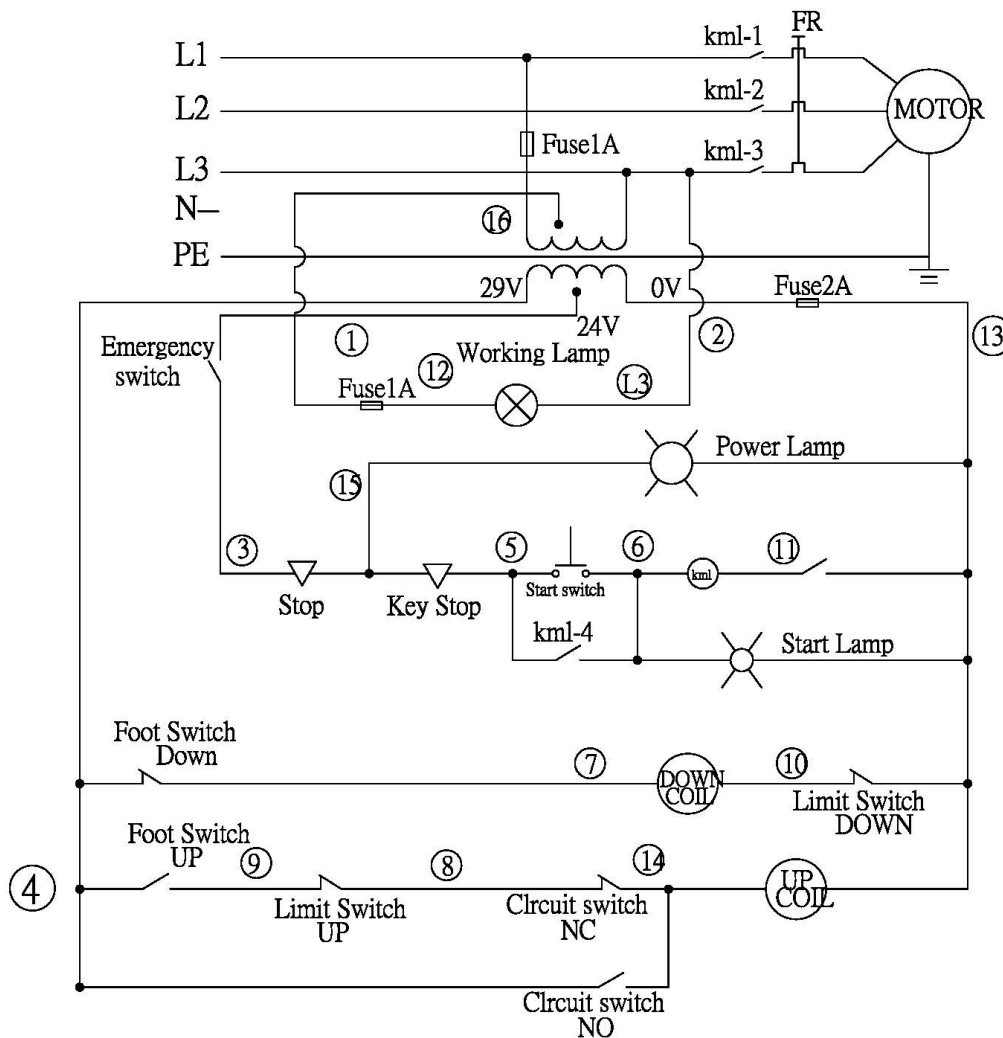 FR
kml-1
L1
kml-2
L2
MOTOR
Fuse1A
kml-3
L3
N
⑯
PE
29V
0V
Fuse2A
①
24V
②
⑬
Emergency
switch
⑫
Working Lamp
Fuse1A
L3
Power Lamp
⑮
③
⑤
⑥
⑪
kml
Stop
Key Stop
Start switch
kml-4
Start Lamp
Foot Switch
Down
⑦
DOWN
COIL
⑩
Limit Switch
DOWN
Foot Switch
UP
④
⑨
⑧
⑭
UP
COIL
Limit Switch
UP
CIrcuit switch
NC
CIrcuit switch
NO